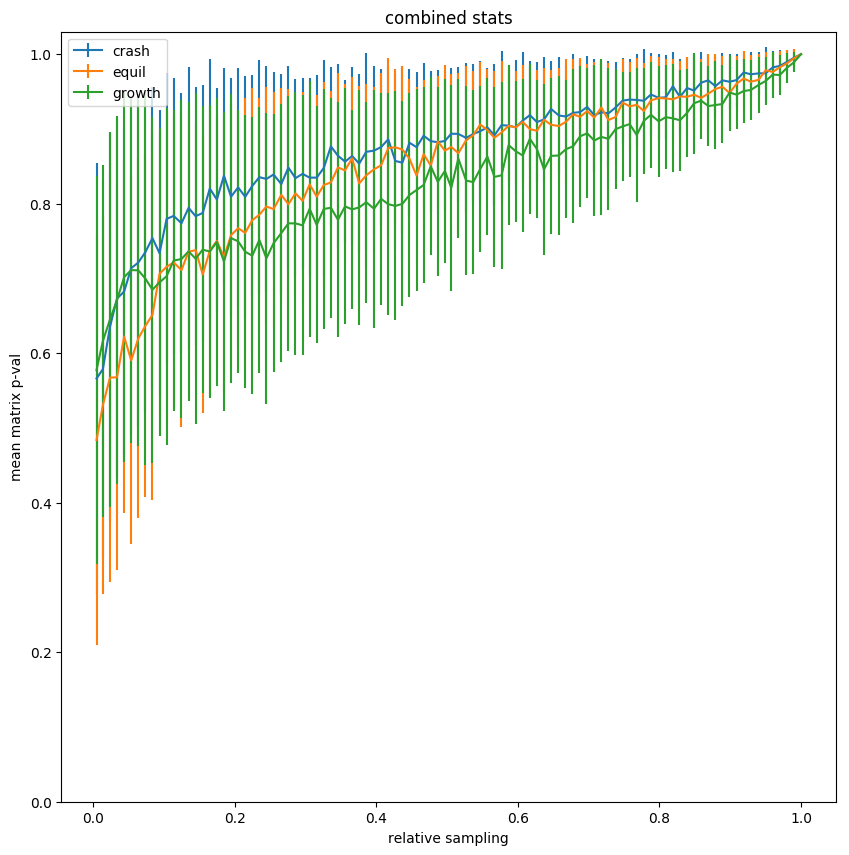 combined stats
crash
equil
growth
mean matrix p-val
1.0
0.8
0.6
0.4
0.2
0.0
0.0 0.2 0.4 0.6 0.8 1.0
relative sampling